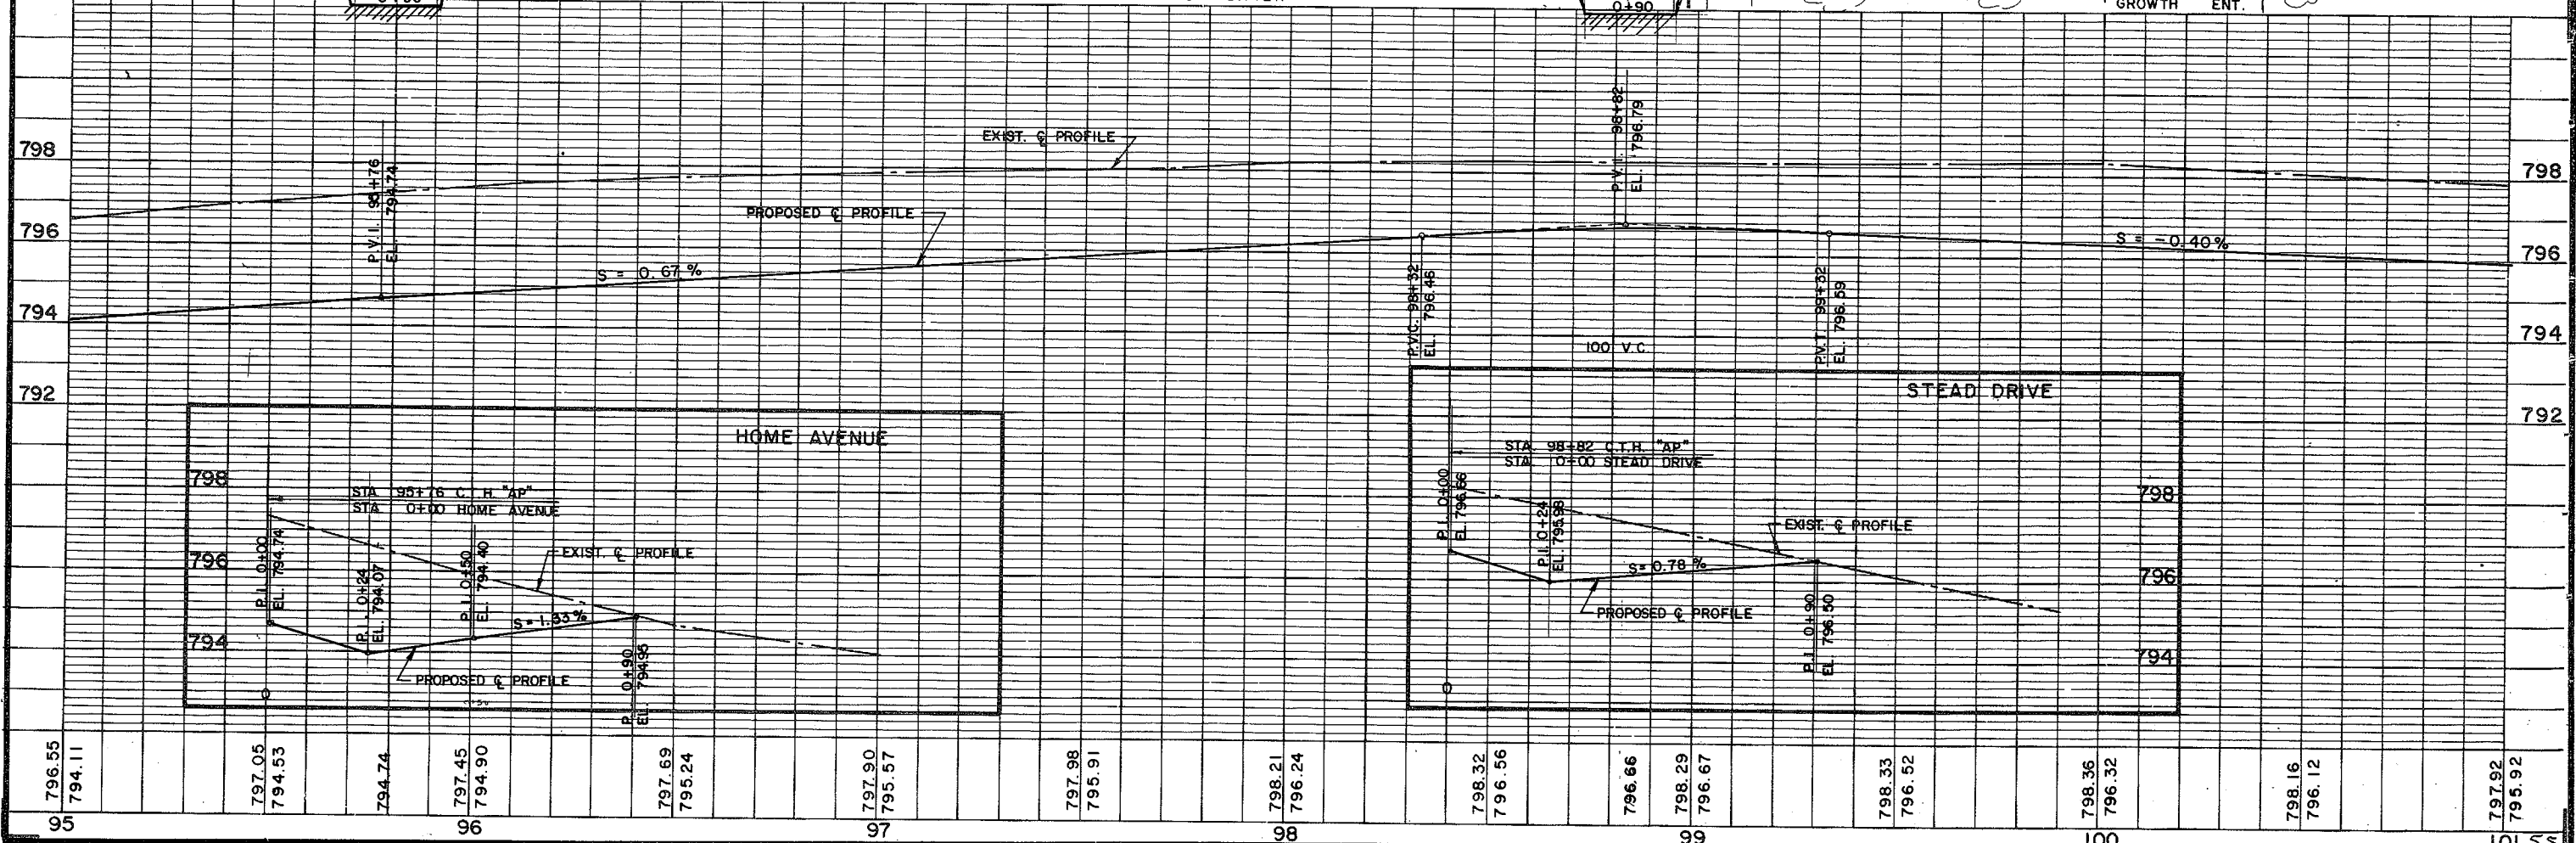 0+90
GROWTH ENT.
798
796
794
792
P.V.I. 95+76
EL. 794.74
EXIST. ℄ PROFILE
PROPOSED ℄ PROFILE
S = 0.67 %
P.V.I. 98+82
EL. 796.79
P.V.C. 98+32
EL. 796.46
100 V.C.
P.V.T. 99+32
EL. 796.59
S = -0.40 %
798
796
794
792
HOME AVENUE
798
796
794
STA. 95+76 C.T.H. "AP"
STA. 0+00 HOME AVENUE
P.I. 0+00
EL. 794.74
P.I. 0+24
EL. 794.07
P.I. 0+50
EL. 794.40
EXIST. ℄ PROFILE
S=1.33 %
PROPOSED ℄ PROFILE
P.I. 0+90
EL. 794.95
0
STEAD DRIVE
STA. 98+82 C.T.H. "AP"
STA. 0+00 STEAD DRIVE
P.I. 0+00
EL. 796.66
P.I. 0+24
EL. 795.98
EXIST. ℄ PROFILE
S=0.78 %
PROPOSED ℄ PROFILE
P.I. 0+90
EL. 796.50
798
796
794
0
796.55
794.11
797.05
794.53
794.74
797.45
794.90
797.69
795.24
797.90
795.57
797.98
795.91
798.21
796.24
798.32
796.56
796.66
798.29
796.67
798.33
796.52
798.36
796.32
798.16
796.12
797.92
795.92
95 96 97 98 99 100 101